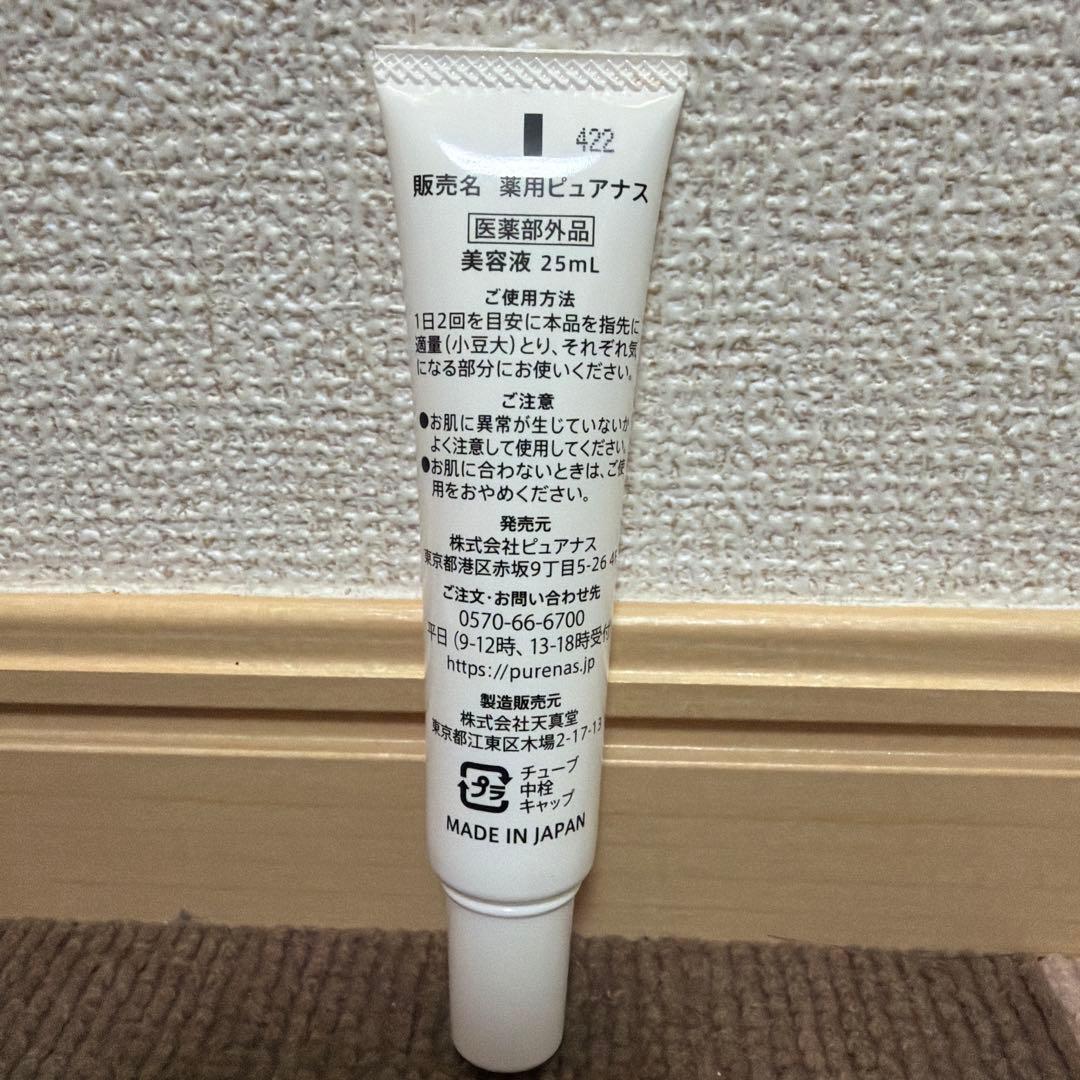 422
販売名 薬用ピュアナス
医薬部外品
美容液 25mL
ご使用方法
1日2回を目安に本品を指先に
適量(小豆大)とり、それぞれ気
になる部分にお使いください。
ご注意
●お肌に異常が生じていないか
よく注意して使用してください。
●お肌に合わないときは、ご使
用をおやめください。
発売元
株式会社ピュアナス
東京都港区赤坂9丁目5-26
ご注文・お問い合わせ先
0570-66-6700
平日(9-12時、13-18時受付
https://purenas.jp
製造販売元
株式会社天真堂
東京都江東区木場2-17-13
プラ
チューブ
中栓
キャップ
MADE IN JAPAN